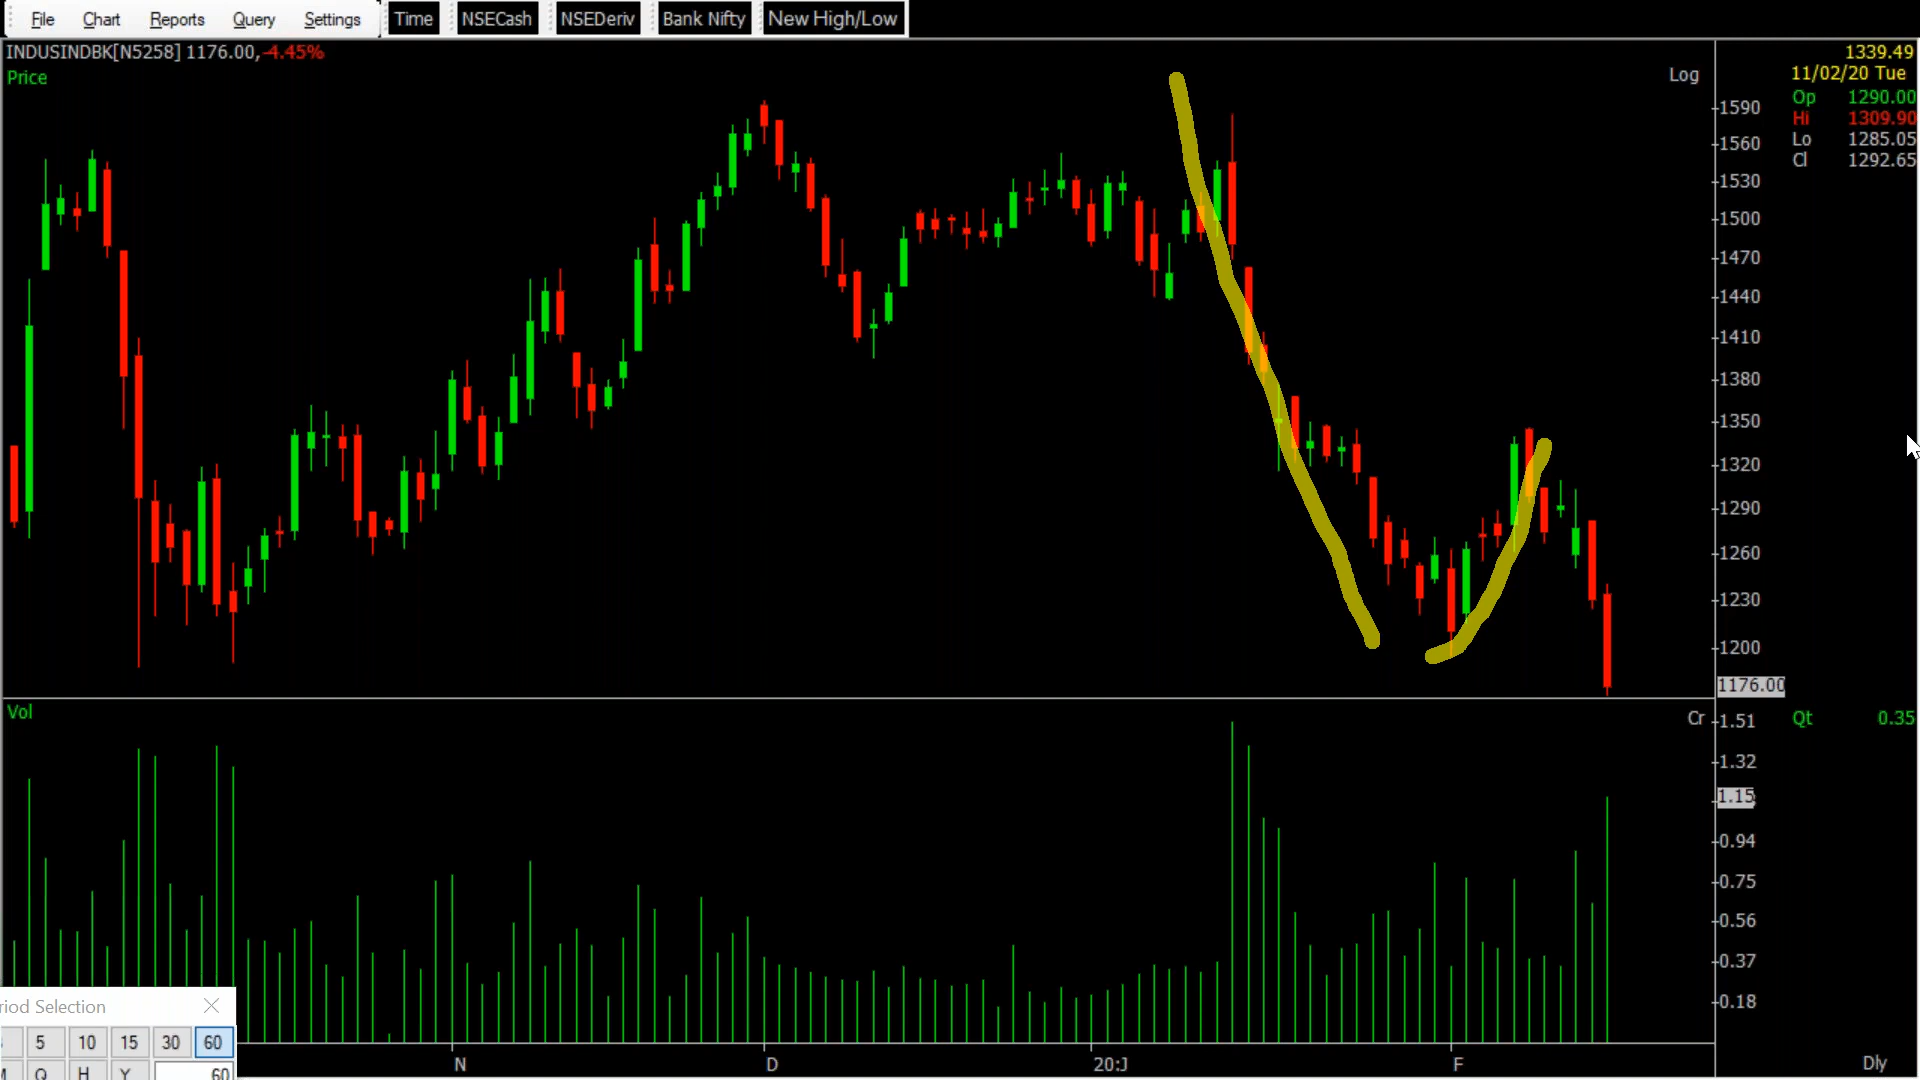 File Chart Reports Query Settings Time NSECash NSEDeriv Bank Nifty New High/Low
INDUSINDBK[N5258] 1176.00,-4.45%
Price
Log
1339.49
11/02/20 Tue
Op 1290.00
Hi 1309.90
Lo 1285.05
Cl 1292.65
1590
1560
1530
1500
1470
1440
1410
1380
1350
1320
1290
1260
1230
1200
1176.00
Vol
Cr
Qt 0.35
1.51
1.32
1.15
0.94
0.75
0.56
0.37
0.18
riod Selection
5 10 15 30 60
Q H Y 60
N D 20:J F
Dly